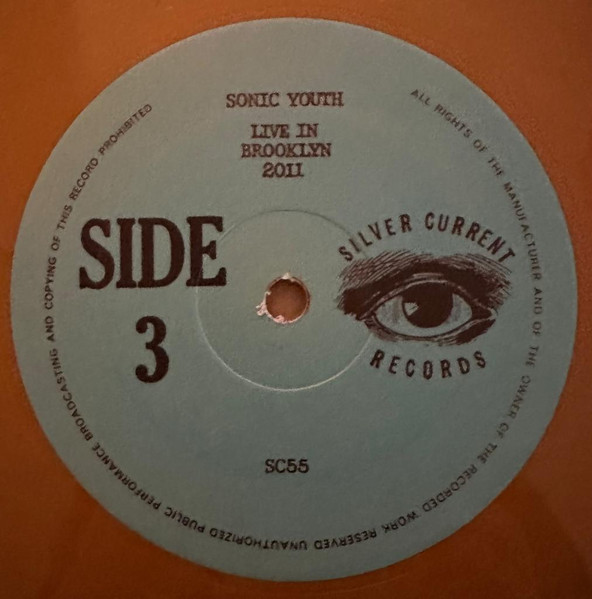 SONIC YOUTH
LIVE IN
BROOKLYN
2011
SIDE
3
SILVER CURRENT
RECORDS
SC55
ALL RIGHTS OF THE MANUFACTURER AND OF THE OWNER OF THE RECORDED WORK RESERVED UNAUTHORIZED PUBLIC PERFORMANCE BROADCASTING AND COPYING OF THIS RECORD PROHIBITED